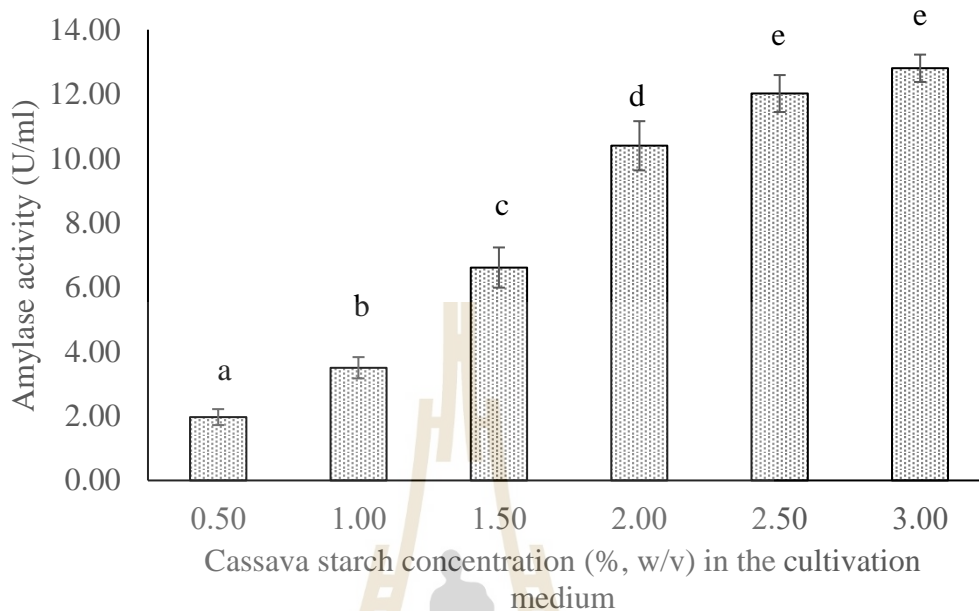 14.00
12.00
10.00
8.00
6.00
4.00
2.00
0.00
Amylase activity (U/ml)
a
b
c
d
e
e
0.50 1.00 1.50 2.00 2.50 3.00
Cassava starch concentration (%, w/v) in the cultivation
medium